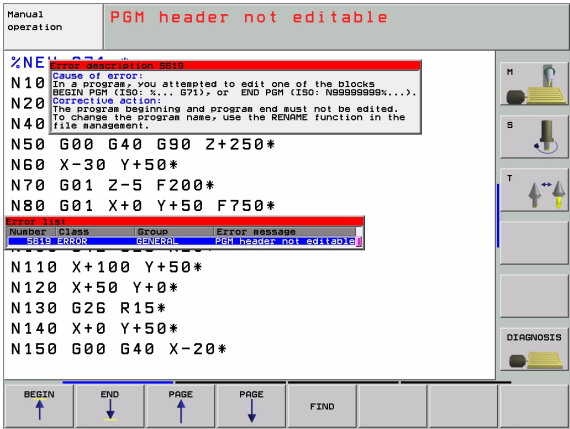 Manual
operation
PGM header not editable
%NEU G71 *
Error description 5619
Cause of error:
In a program, you attempted to edit one of the blocks
BEGIN PGM (ISO: %... G71), or END PGM (ISO: N99999999%...).
Corrective action:
The program beginning and program end must not be edited.
To change the program name, use the RENAME function in the
file management.
N10
N20
N40
N50 G00 G40 G90 Z+250*
N60 X-30 Y+50*
N70 G01 Z-5 F200*
N80 G01 X+0 Y+50 F750*
Error list
Number Class Group Error message
5619 ERROR GENERAL PGM header not editable
N110 X+100 Y+50*
N120 X+50 Y+0*
N130 G26 R15*
N140 X+0 Y+50*
N150 G00 G40 X-20*
M
S
T
DIAGNOSIS
BEGIN
END
PAGE
PAGE
FIND